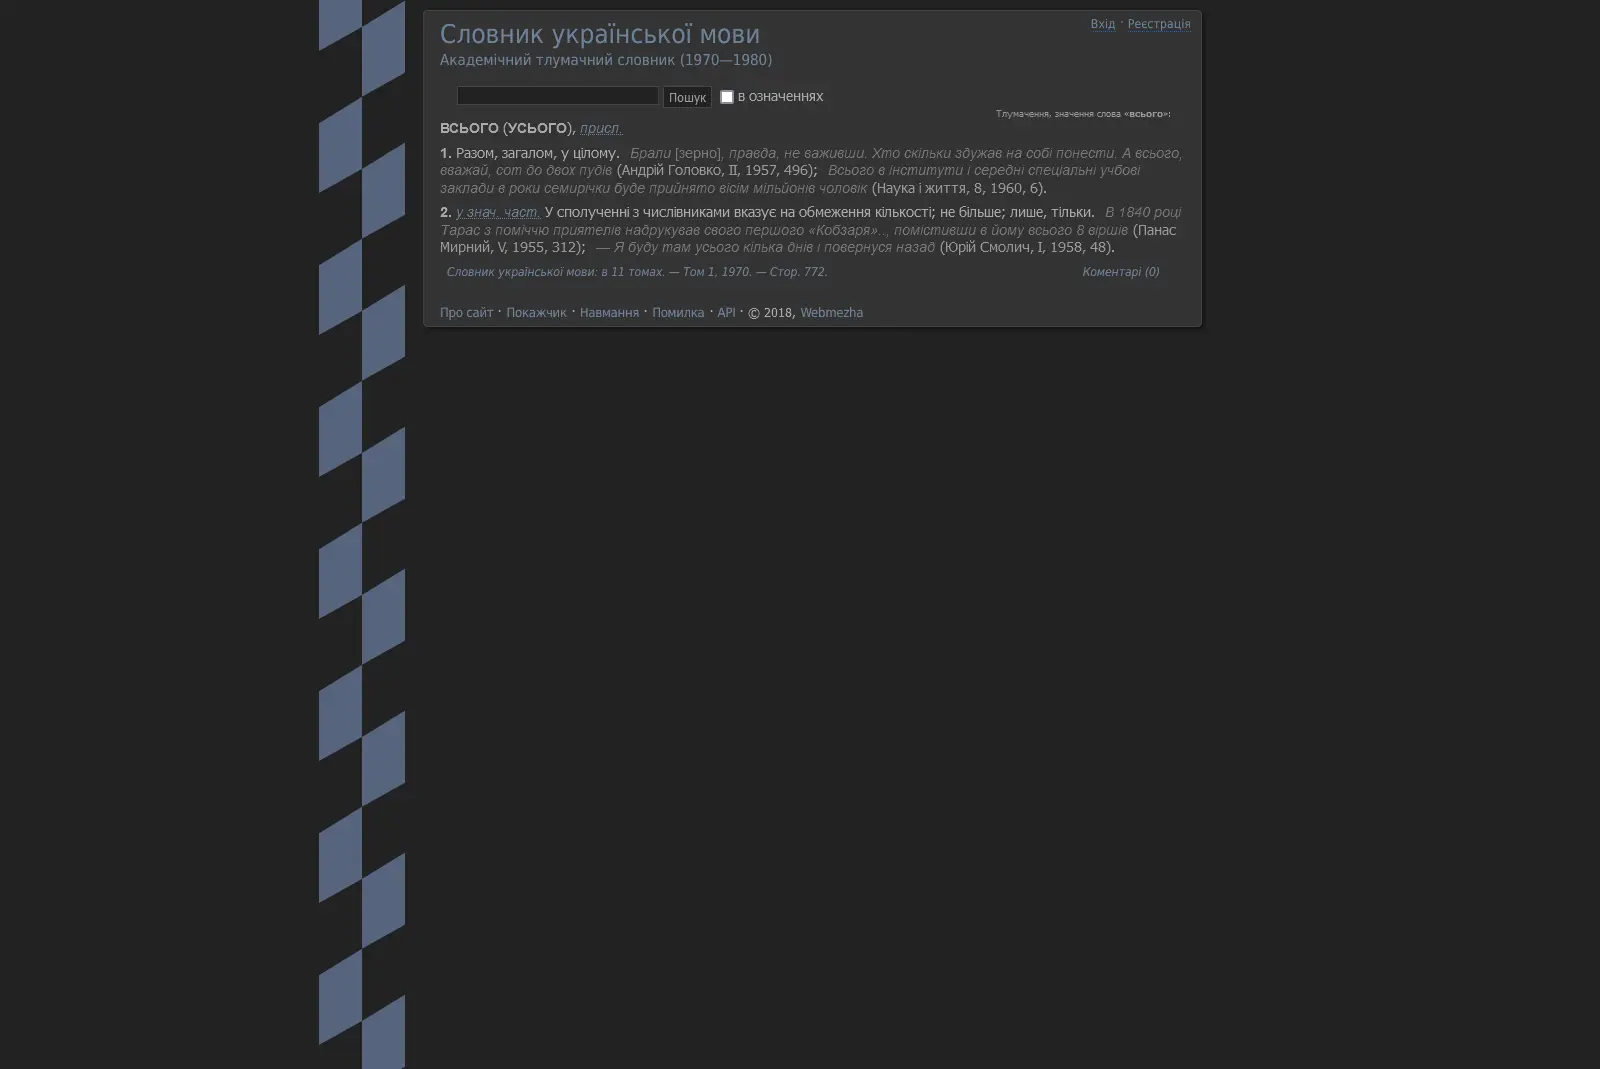 Словник української мови
Вхід · Реєстрація
Академічний тлумачний словник (1970—1980)
Пошук в означеннях
Тлумачення, значення слова «всього»:
ВСЬОГО (УСЬОГО), присл.
1. Разом, загалом, у цілому. Брали [зерно], правда, не важивши. Хто скільки здужав на собі понести. А всього,
вважай, сот до двох пудів (Андрій Головко, II, 1957, 496); Всього в інститути і середні спеціальні учбові
заклади в роки семирічки буде прийнято вісім мільйонів чоловік (Наука і життя, 8, 1960, 6).
2. у знач. част. У сполученні з числівниками вказує на обмеження кількості; не більше; лише, тільки. В 1840 році
Тарас з поміччю приятелів надрукував свого першого «Кобзаря».., помістивши в йому всього 8 віршів (Панас
Мирний, V, 1955, 312); — Я буду там усього кілька днів і повернуся назад (Юрій Смолич, I, 1958, 48).
Словник української мови: в 11 томах. — Том 1, 1970. — Стор. 772.
Коментарі (0)
Про сайт · Покажчик · Навмання · Помилка · API · © 2018, Webmezha